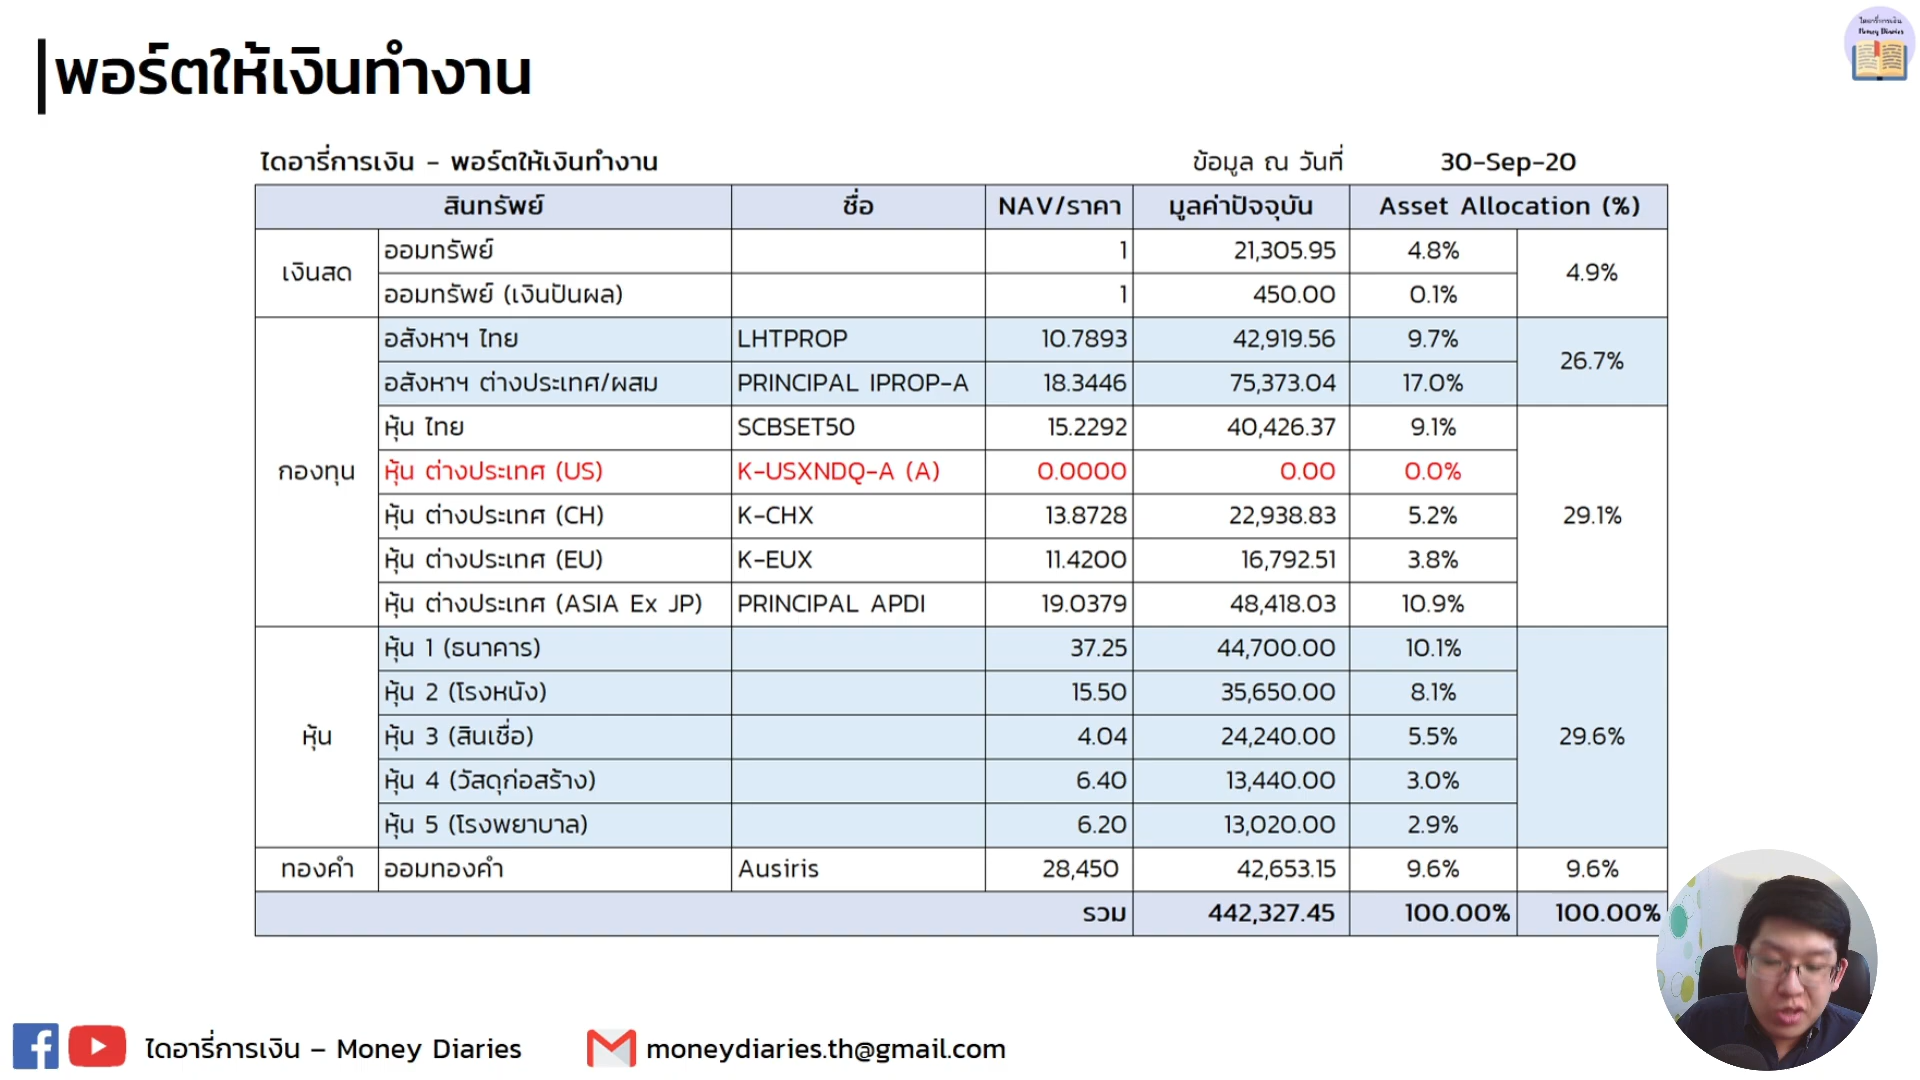 พอร์ตให้เงินทำงาน
ไดอารี่การเงิน
Money Diaries
ไดอารี่การเงิน - พอร์ตให้เงินทำงาน ข้อมูล ณ วันที่ 30-Sep-20
สินทรัพย์ ชื่อ NAV/ราคา มูลค่าปัจจุบัน Asset Allocation (%)
เงินสด ออมทรัพย์ 1 21,305.95 4.8% 4.9%
ออมทรัพย์ (เงินปันผล) 1 450.00 0.1%
กองทุน อสังหาฯ ไทย LHTPROP 10.7893 42,919.56 9.7% 26.7%
อสังหาฯ ต่างประเทศ/ผสม PRINCIPAL IPROP-A 18.3446 75,373.04 17.0%
หุ้น ไทย SCBSET50 15.2292 40,426.37 9.1% 29.1%
หุ้น ต่างประเทศ (US) K-USXNDQ-A (A) 0.0000 0.00 0.0%
หุ้น ต่างประเทศ (CH) K-CHX 13.8728 22,938.83 5.2%
หุ้น ต่างประเทศ (EU) K-EUX 11.4200 16,792.51 3.8%
หุ้น ต่างประเทศ (ASIA Ex JP) PRINCIPAL APDI 19.0379 48,418.03 10.9%
หุ้น หุ้น 1 (ธนาคาร) 37.25 44,700.00 10.1% 29.6%
หุ้น 2 (โรงหนัง) 15.50 35,650.00 8.1%
หุ้น 3 (สินเชื่อ) 4.04 24,240.00 5.5%
หุ้น 4 (วัสดุก่อสร้าง) 6.40 13,440.00 3.0%
หุ้น 5 (โรงพยาบาล) 6.20 13,020.00 2.9%
ทองคำ ออมทองคำ Ausiris 28,450 42,653.15 9.6% 9.6%
รวม 442,327.45 100.00% 100.00%
ไดอารี่การเงิน – Money Diaries moneydiaries.th@gmail.com